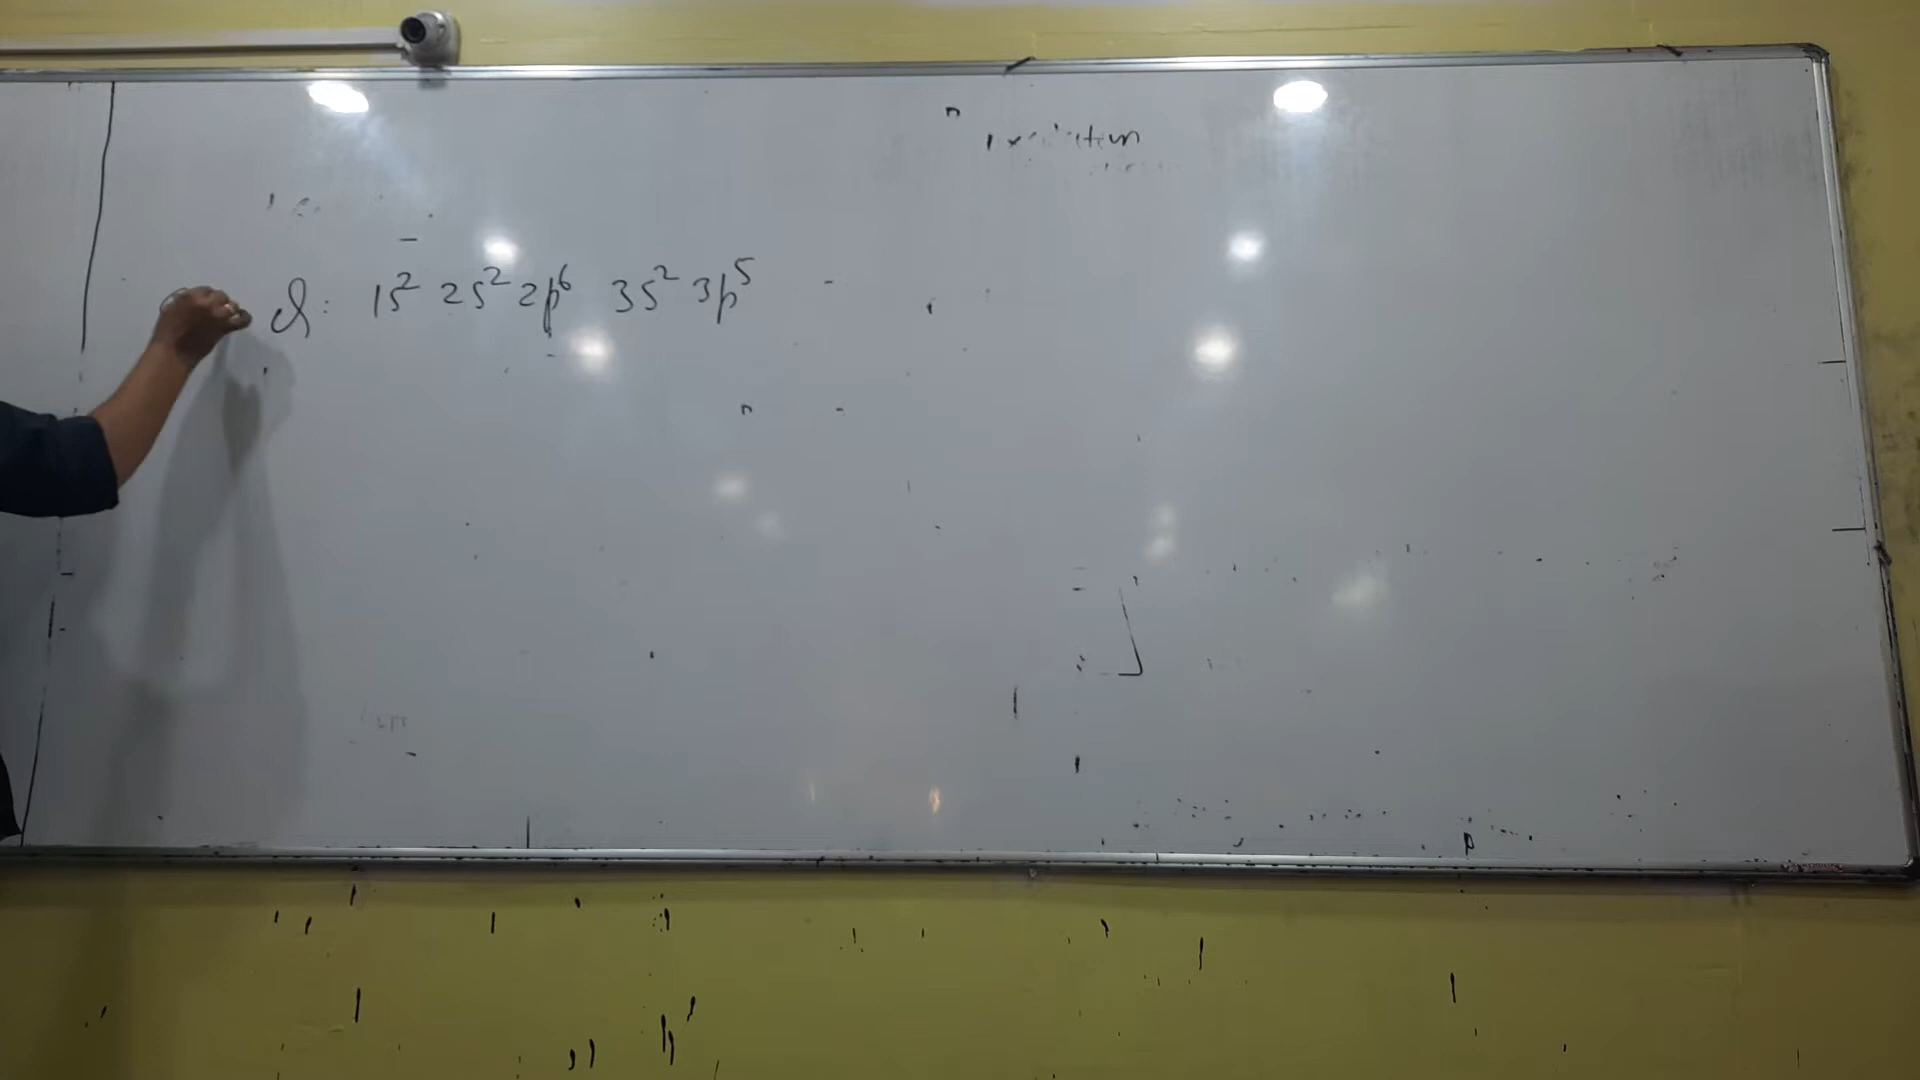 Cl: 1s² 2s² 2p⁶ 3s² 3p⁵